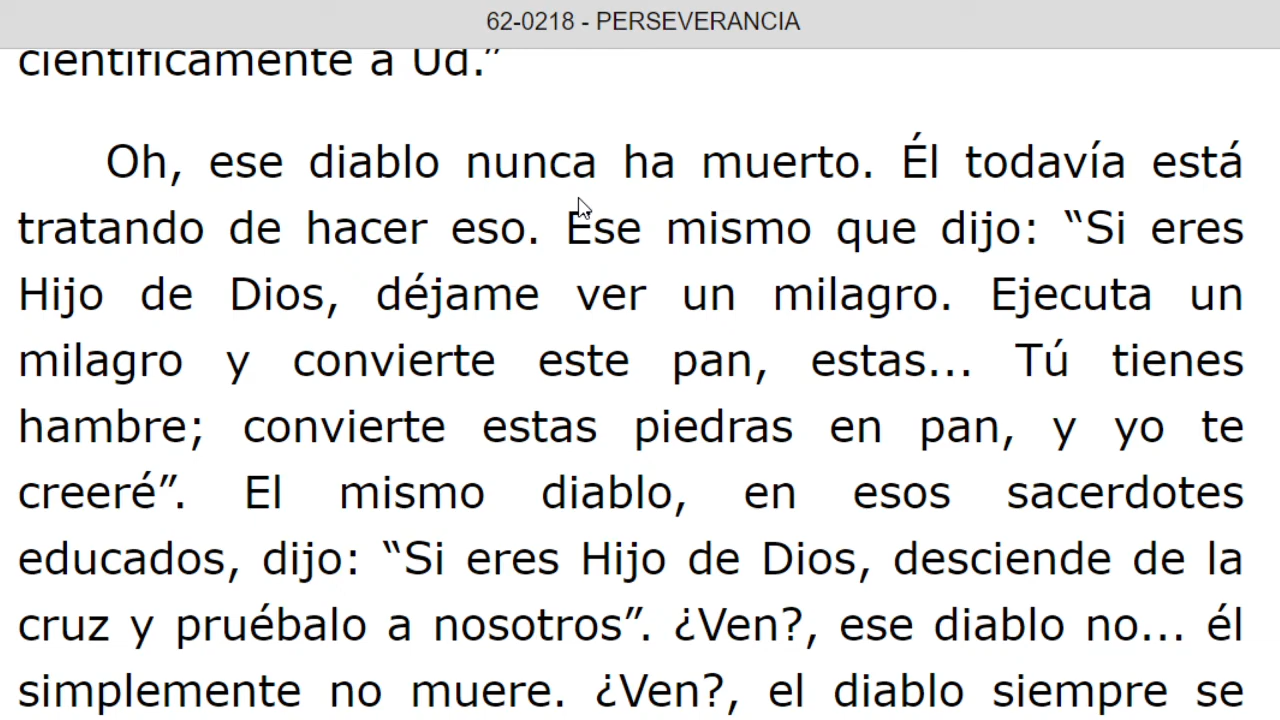 62-0218 - PERSEVERANCIA
científicamente a Ud.”
Oh, ese diablo nunca ha muerto. Él todavía está
tratando de hacer eso. Ese mismo que dijo: “Si eres
Hijo de Dios, déjame ver un milagro. Ejecuta un
milagro y convierte este pan, estas... Tú tienes
hambre; convierte estas piedras en pan, y yo te
creeré”. El mismo diablo, en esos sacerdotes
educados, dijo: “Si eres Hijo de Dios, desciende de la
cruz y pruébalo a nosotros”. ¿Ven?, ese diablo no... él
simplemente no muere. ¿Ven?, el diablo siempre se